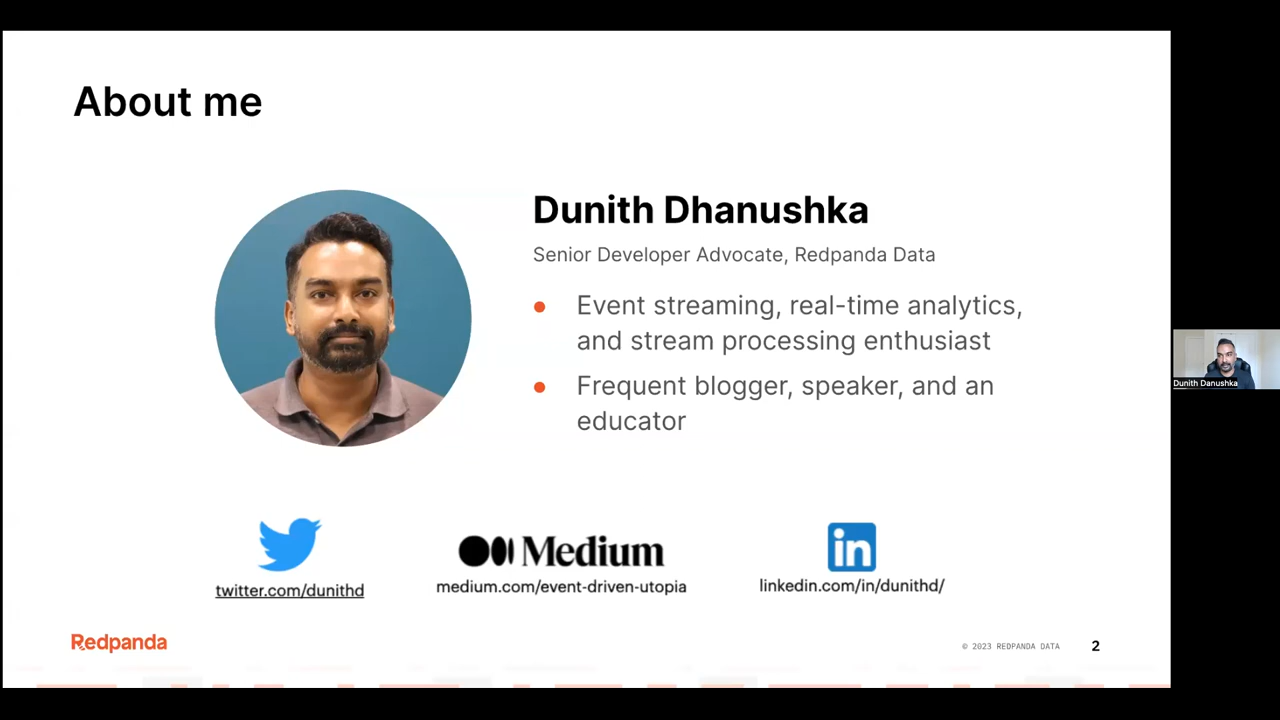 About me
Dunith Dhanushka
Senior Developer Advocate, Redpanda Data
Event streaming, real-time analytics,
and stream processing enthusiast
Frequent blogger, speaker, and an
educator
Dunith Danushka
Medium
in
twitter.com/dunithd
medium.com/event-driven-utopia
linkedin.com/in/dunithd/
Redpanda
© 2023 REDPANDA DATA
2